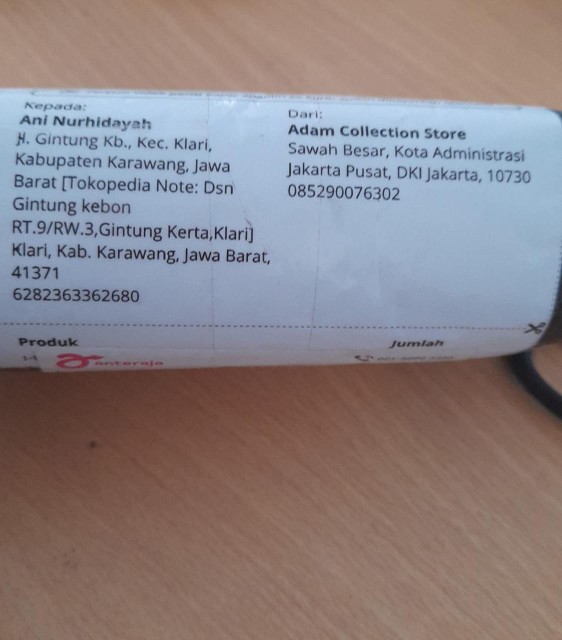 Kepada:
Ani Nurhidayah
H. Gintung Kb., Kec. Klari,
Kabupaten Karawang, Jawa
Barat [Tokopedia Note: Dsn
Gintung kebon
RT.9/RW.3,Gintung Kerta,Klari]
Klari, Kab. Karawang, Jawa Barat,
41371
6282363362680
Dari:
Adam Collection Store
Sawah Besar, Kota Administrasi
Jakarta Pusat, DKI Jakarta, 10730
085290076302
Produk
Jumlah
anteraja